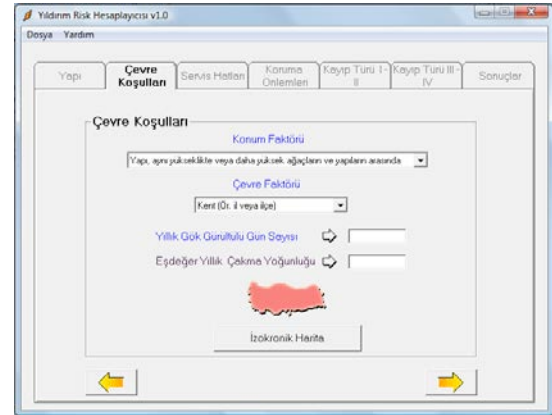 Yıldırım Risk Hesaplayıcısı v1.0
Dosya Yardım
Yapı
Çevre Koşulları
Servis Hatları
Koruma Önlemleri
Kayıp Türü I - II
Kayıp Türü III - IV
Sonuçlar
Çevre Koşulları
Konum Faktörü
Yapı, aynı yükseklikte veya daha yüksek ağaçların ve yapıların arasında
Çevre Faktörü
Kent (Ör. il veya ilçe)
Yıllık Gök Gürültülü Gün Sayısı
Eşdeğer Yıllık Çakma Yoğunluğu
İzokronik Harita